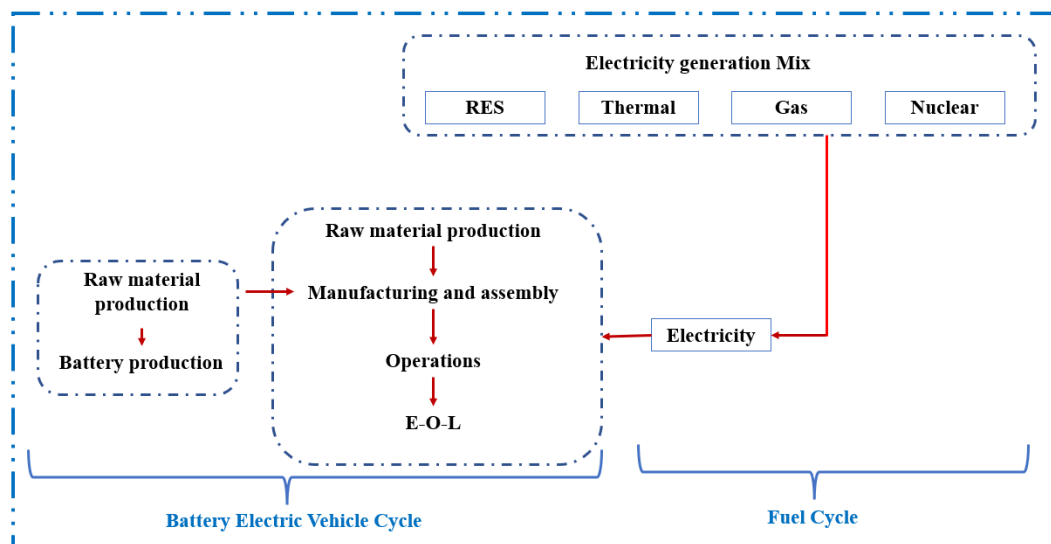 Electricity generation Mix
RES
Thermal
Gas
Nuclear
Raw material production
Raw material
production
Manufacturing and assembly
Battery production
Operations
E-O-L
Electricity
Battery Electric Vehicle Cycle
Fuel Cycle